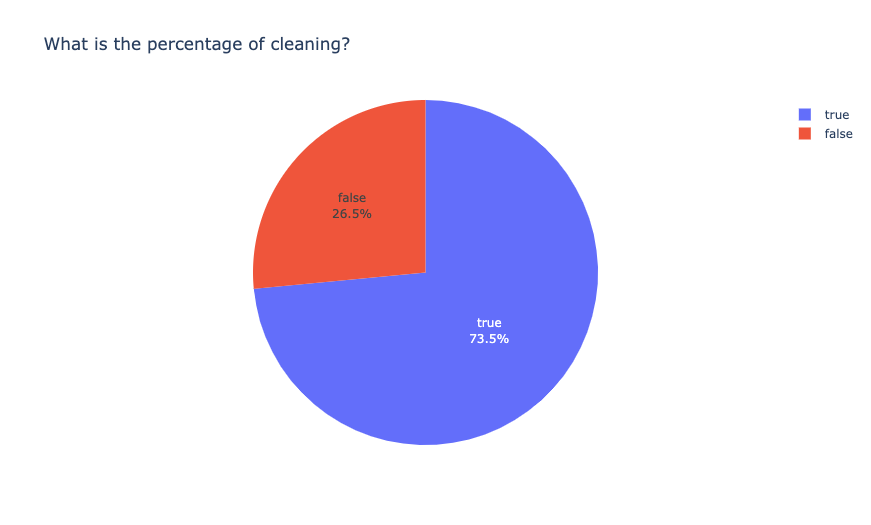 What is the percentage of cleaning?
true
false
false
26.5%
true
73.5%